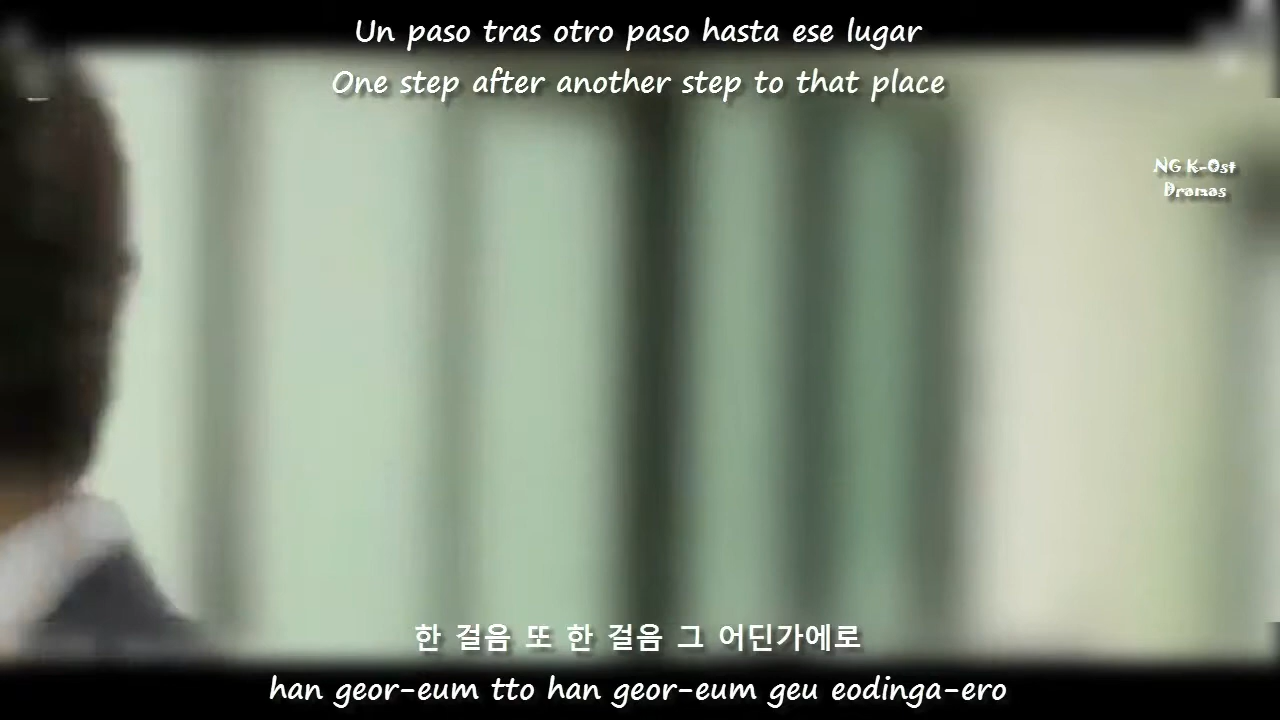 Un paso tras otro paso hasta ese lugar
One step after another step to that place
NG K-Ost
Dramas
한 걸음 또 한 걸음 그 어딘가에로
han georeum tto han geor-eum geu eodinga-ero